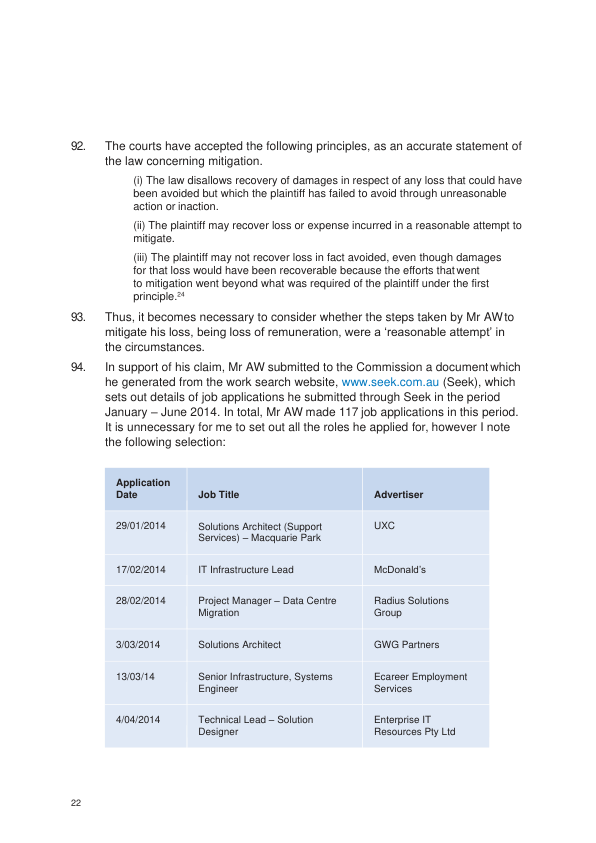 92. The courts have accepted the following principles, as an accurate statement of
the law concerning mitigation.
(i) The law disallows recovery of damages in respect of any loss that could have
been avoided but which the plaintiff has failed to avoid through unreasonable
action or inaction.
(ii) The plaintiff may recover loss or expense incurred in a reasonable attempt to
mitigate.
(iii) The plaintiff may not recover loss in fact avoided, even though damages
for that loss would have been recoverable because the efforts that went
to mitigation went beyond what was required of the plaintiff under the first
principle.24
93. Thus, it becomes necessary to consider whether the steps taken by Mr AW to
mitigate his loss, being loss of remuneration, were a ‘reasonable attempt’ in
the circumstances.
94. In support of his claim, Mr AW submitted to the Commission a document which
he generated from the work search website, www.seek.com.au (Seek), which
sets out details of job applications he submitted through Seek in the period
January – June 2014. In total, Mr AW made 117 job applications in this period.
It is unnecessary for me to set out all the roles he applied for, however I note
the following selection:
Application
Date
Job Title
Advertiser
29/01/2014
Solutions Architect (Support
Services) – Macquarie Park
UXC
17/02/2014
IT Infrastructure Lead
McDonald’s
28/02/2014
Project Manager – Data Centre
Migration
Radius Solutions
Group
3/03/2014
Solutions Architect
GWG Partners
13/03/14
Senior Infrastructure, Systems
Engineer
Ecareer Employment
Services
4/04/2014
Technical Lead – Solution
Designer
Enterprise IT
Resources Pty Ltd
22